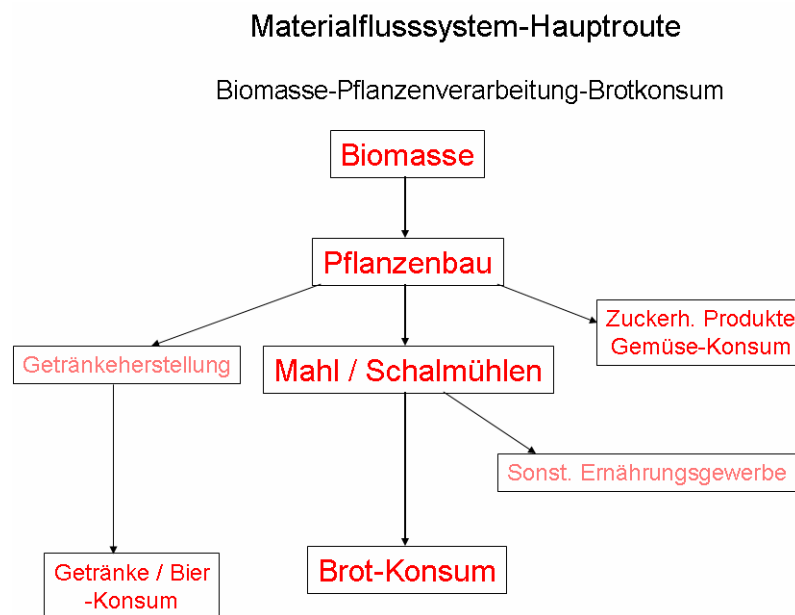 Materialflusssystem-Hauptroute
Biomasse-Pflanzenverarbeitung-Brotkonsum
Biomasse
Pflanzenbau
Zuckerh. Produkte
Gemüse-Konsum
Getränkeherstellung
Mahl / Schalmühlen
Sonst. Ernährungsgewerbe
Getränke / Bier
-Konsum
Brot-Konsum